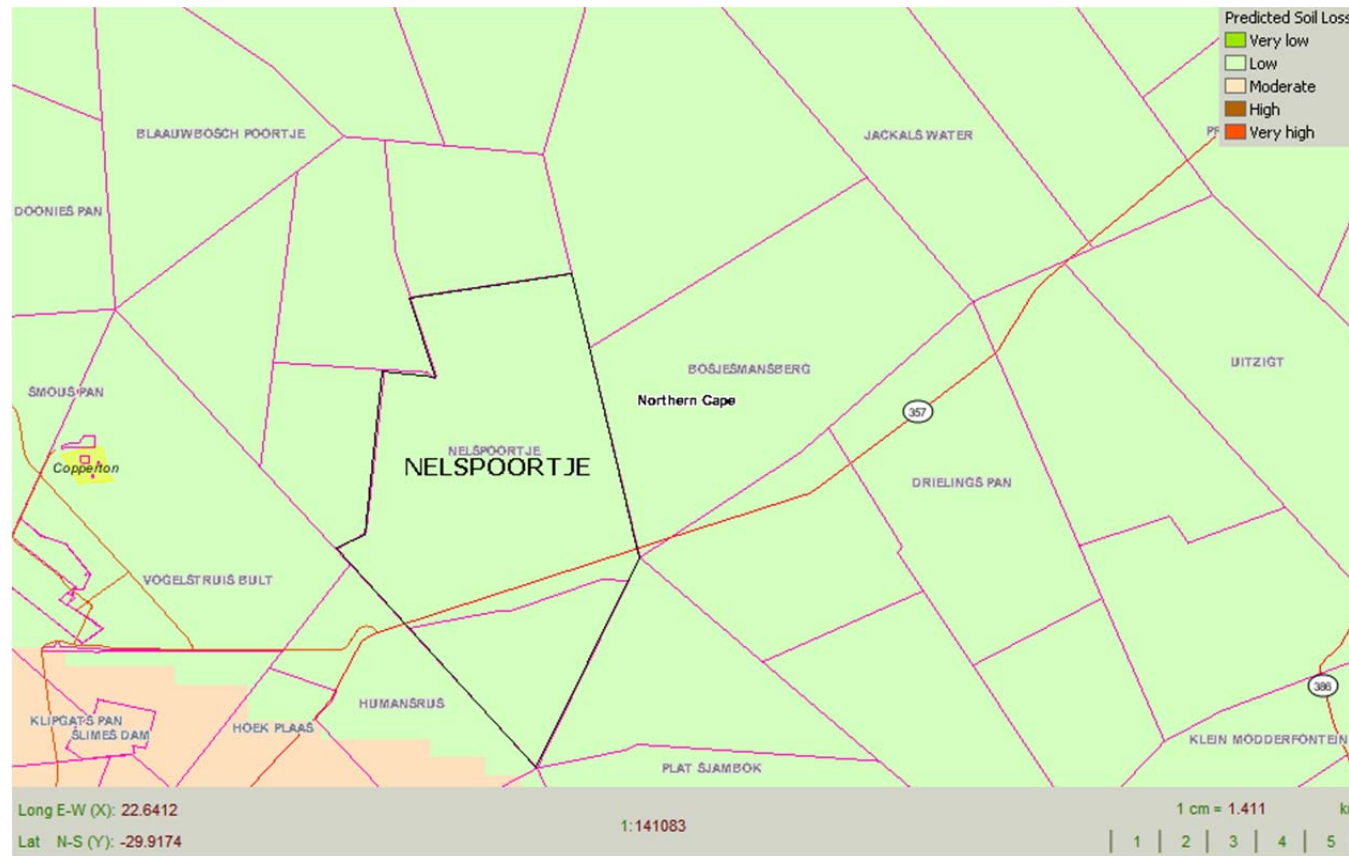 Predicted Soil Loss
Very low
Low
Moderate
High
Very high
BLAAUWBOSCH POORTJE
JACKALS WATER
DOONIES PAN
BOSJESMANSBERG
UITZIGT
SMOUS PAN
Northern Cape
357
NELSPOORTJE
NELSPOORTJE
Copperton
DRIELINGS PAN
VOGELSTRUIS BULT
386
HUMANSRUS
KLIPGATS PAN
SLIMES DAM
HOEK PLAAS
KLEIN MODDERFONTEIN
PLAT SJAMBOK
Long E-W (X): 22.6412
1 cm = 1.411
1:141083
Lat N-S (Y): -29.9174
| 1 | 2 | 3 | 4 | 5